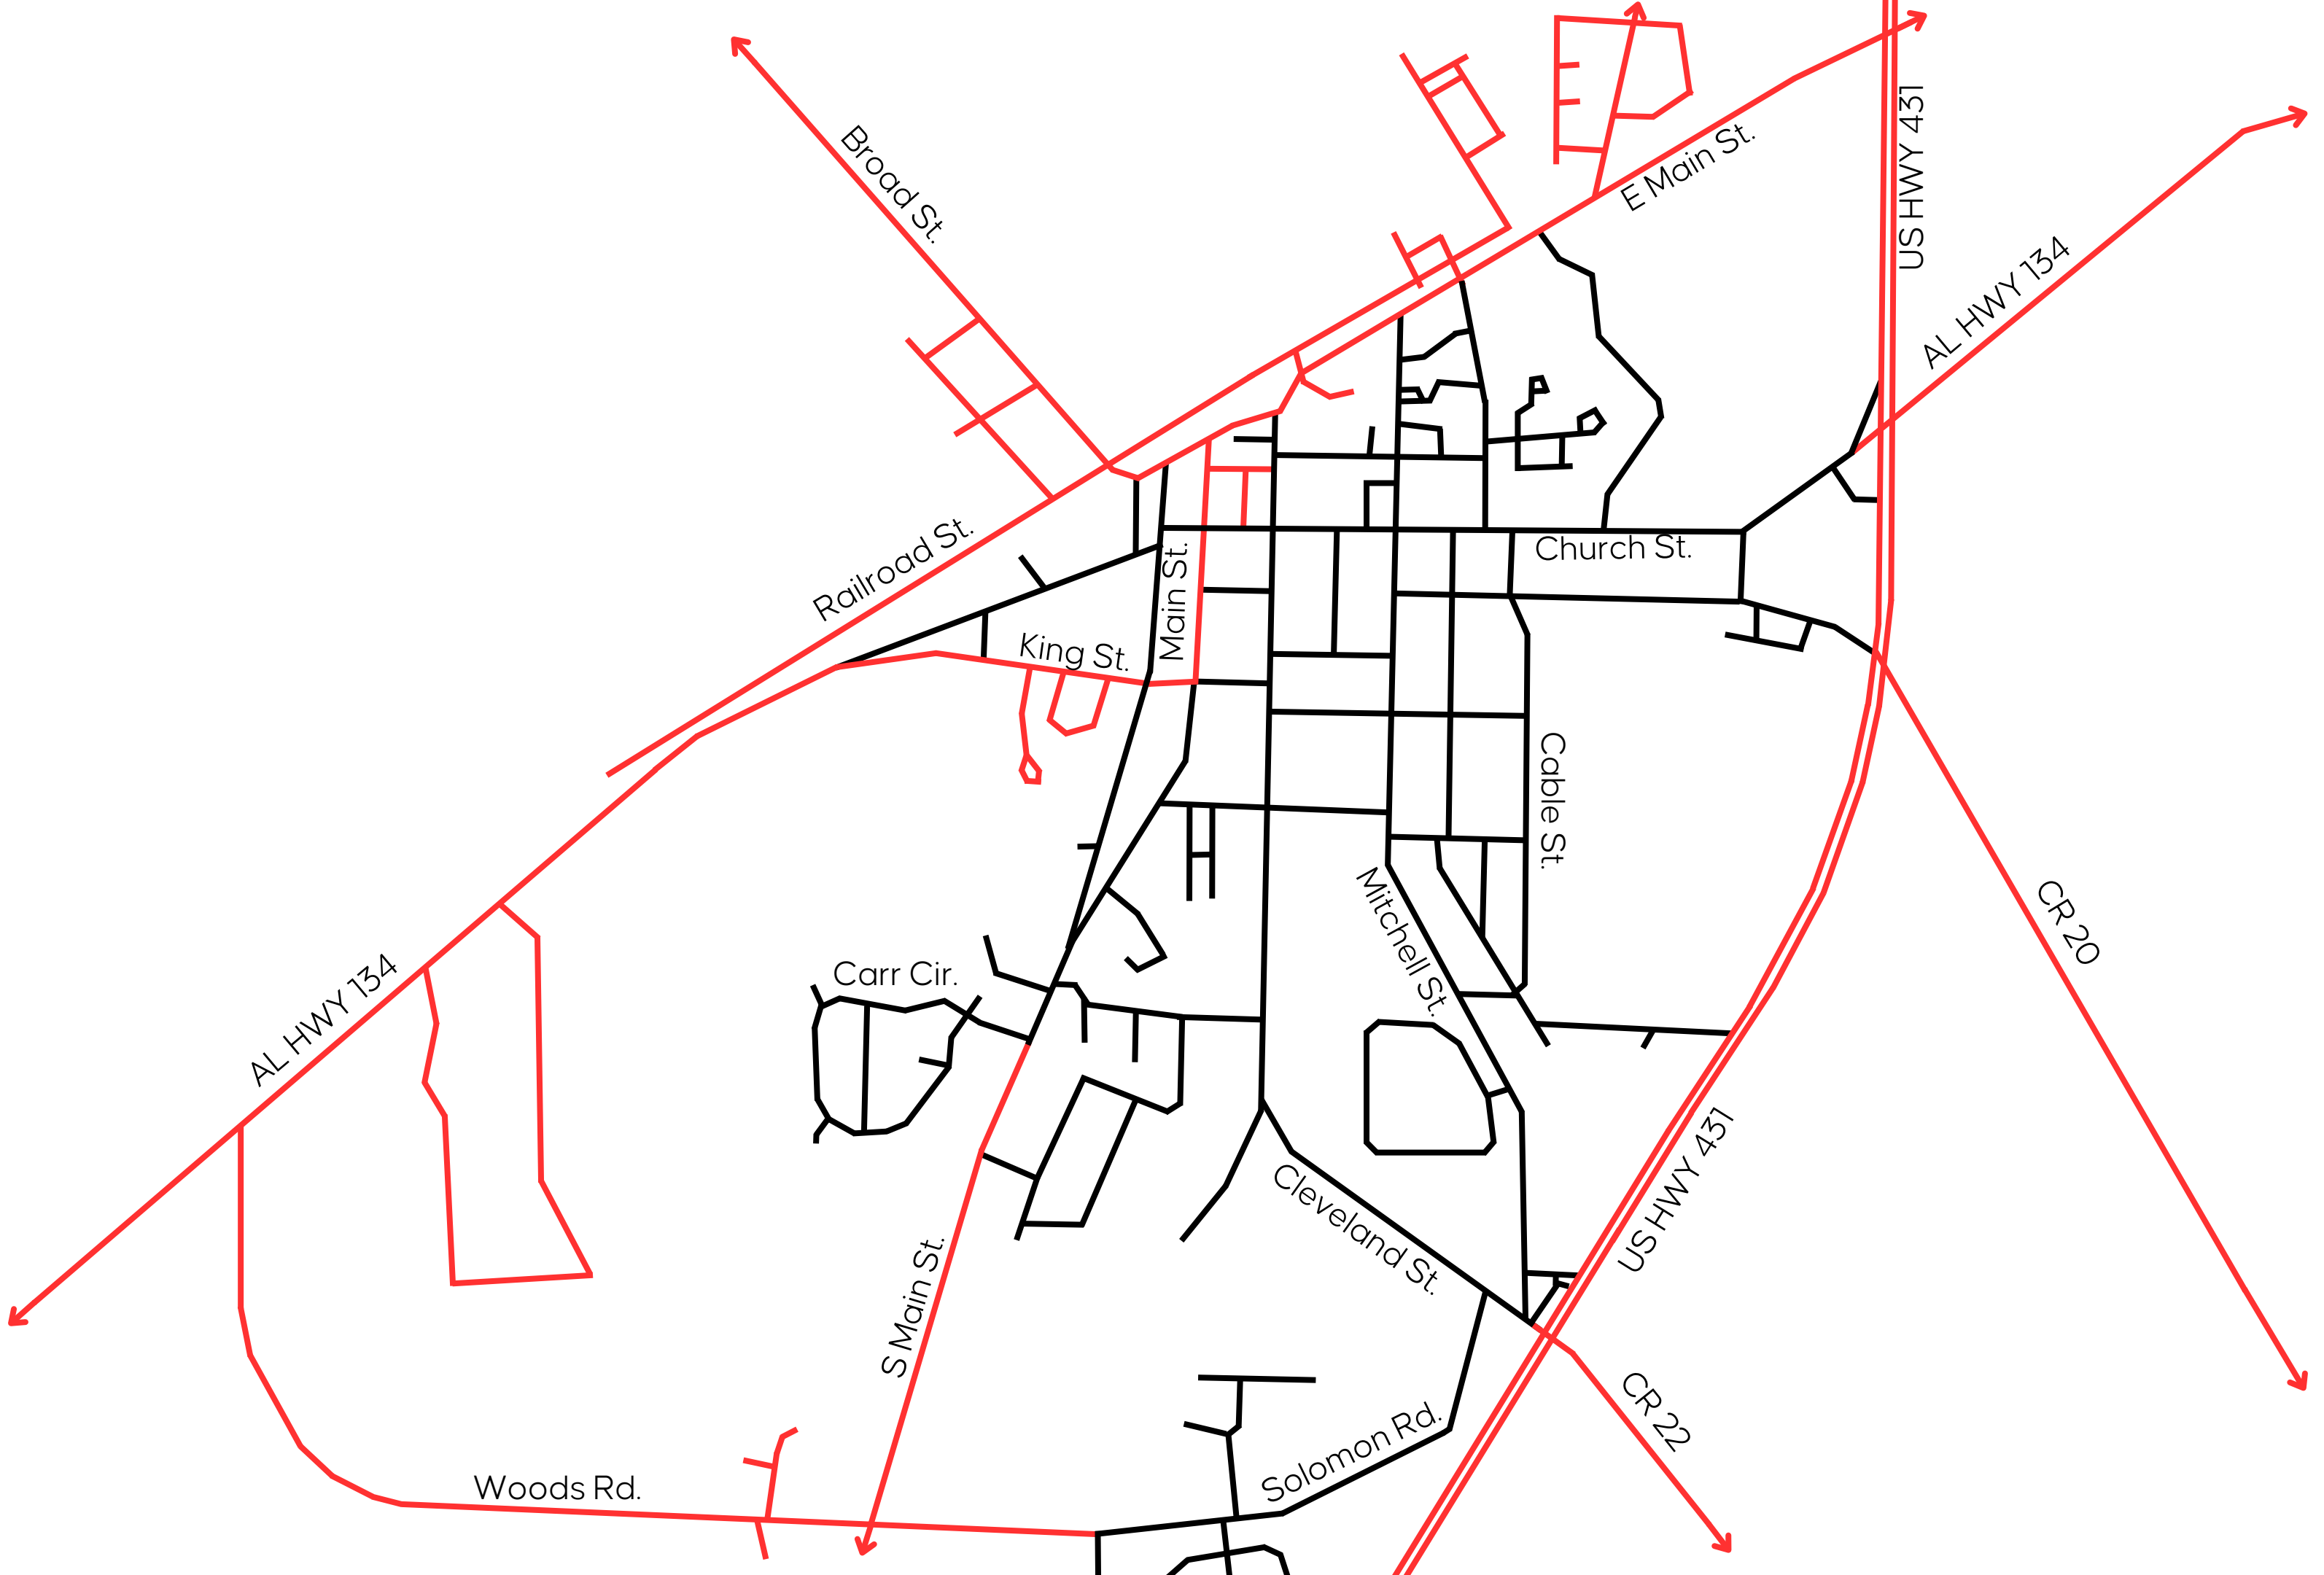 Broad St.
E Main St.
US HWY 431
AL HWY 134
Railroad St.
Church St.
Main St.
King St.
Cable St.
Mitchell St.
CR 20
Carr Cir.
AL HWY 134
US HWY 431
Cleveland St.
S Main St.
CR 22
Solomon Rd.
Woods Rd.